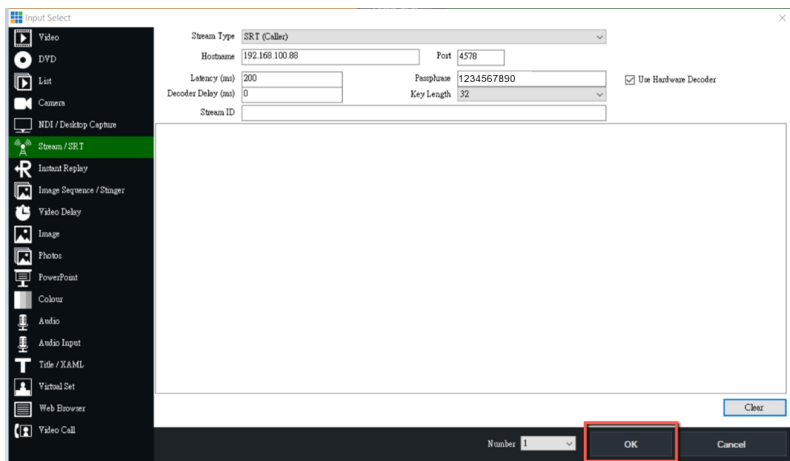 Input Select
Video
DVD
List
Camera
NDI / Desktop Capture
Stream / SRT
Instant Replay
Image Sequence / Stinger
Video Delay
Image
Photos
PowerPoint
Colour
Audio
Audio Input
Title / XAML
Virtual Set
Web Browser
Video Call
Stream Type SRT (Caller)
Hostname 192.168.100.88 Port 4578
Latency (ms) 200 Passphrase 1234567890 Use Hardware Decoder
Decoder Delay (ms) 0 Key Length 32
Stream ID
Clear
Number 1 OK Cancel